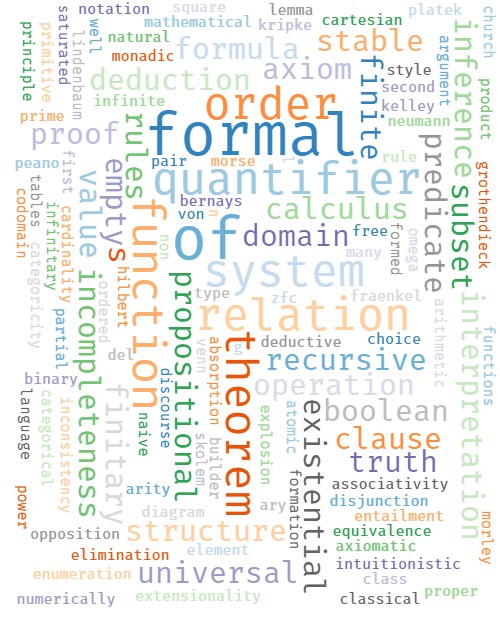 notation
square
lemma
platek
church
mathematical
kripke
cartesian
principle
primitive
saturated
lindenbaum
well
natural
formula
stable
inference
monadic
axiom
finite
style
argument
deduction
second
product
infinite
order
kelley
prime
proof
rules
formal
neumann
predicate
subset
peano
first
empty
pair
morse
l
rule
grothendieck
tables
value
quantifier
codomain
infinitary
cardinality
function
bernays
n
calculus
von
of
domain
free
formed
omega
s
non
many
categoricity
partial
incompleteness
ordered
hilbert
system
propositional
type
zfc
fraenkel
arithmetic
interpretation
functions
relation
del
venn
absorption
g
theorem
deductive
choice
binary
discourse
recursive
language
categorical
inconsistency
finitary
naive
operation
existential
boolean
explosion
atomic
skolem
builder
clause
truth
power
arity
associativity
formation
disjunction
diagram
ary
entailment
morley
opposition
structure
equivalence
elimination
element
axiomatic
enumeration
universal
intuitionistic
class
numerically
extensionality
classical
proper